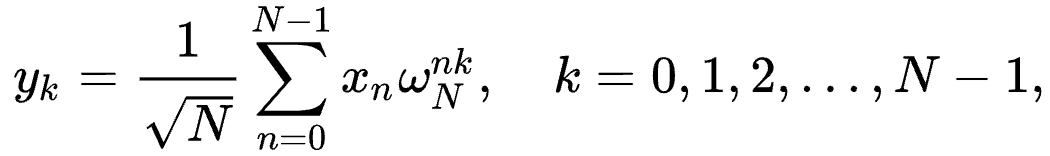 $$y_k = \frac{1}{\sqrt{N}} \sum_{n=0}^{N-1} x_n \omega_N^{nk}, \quad k = 0, 1, 2, \ldots, N-1,$$